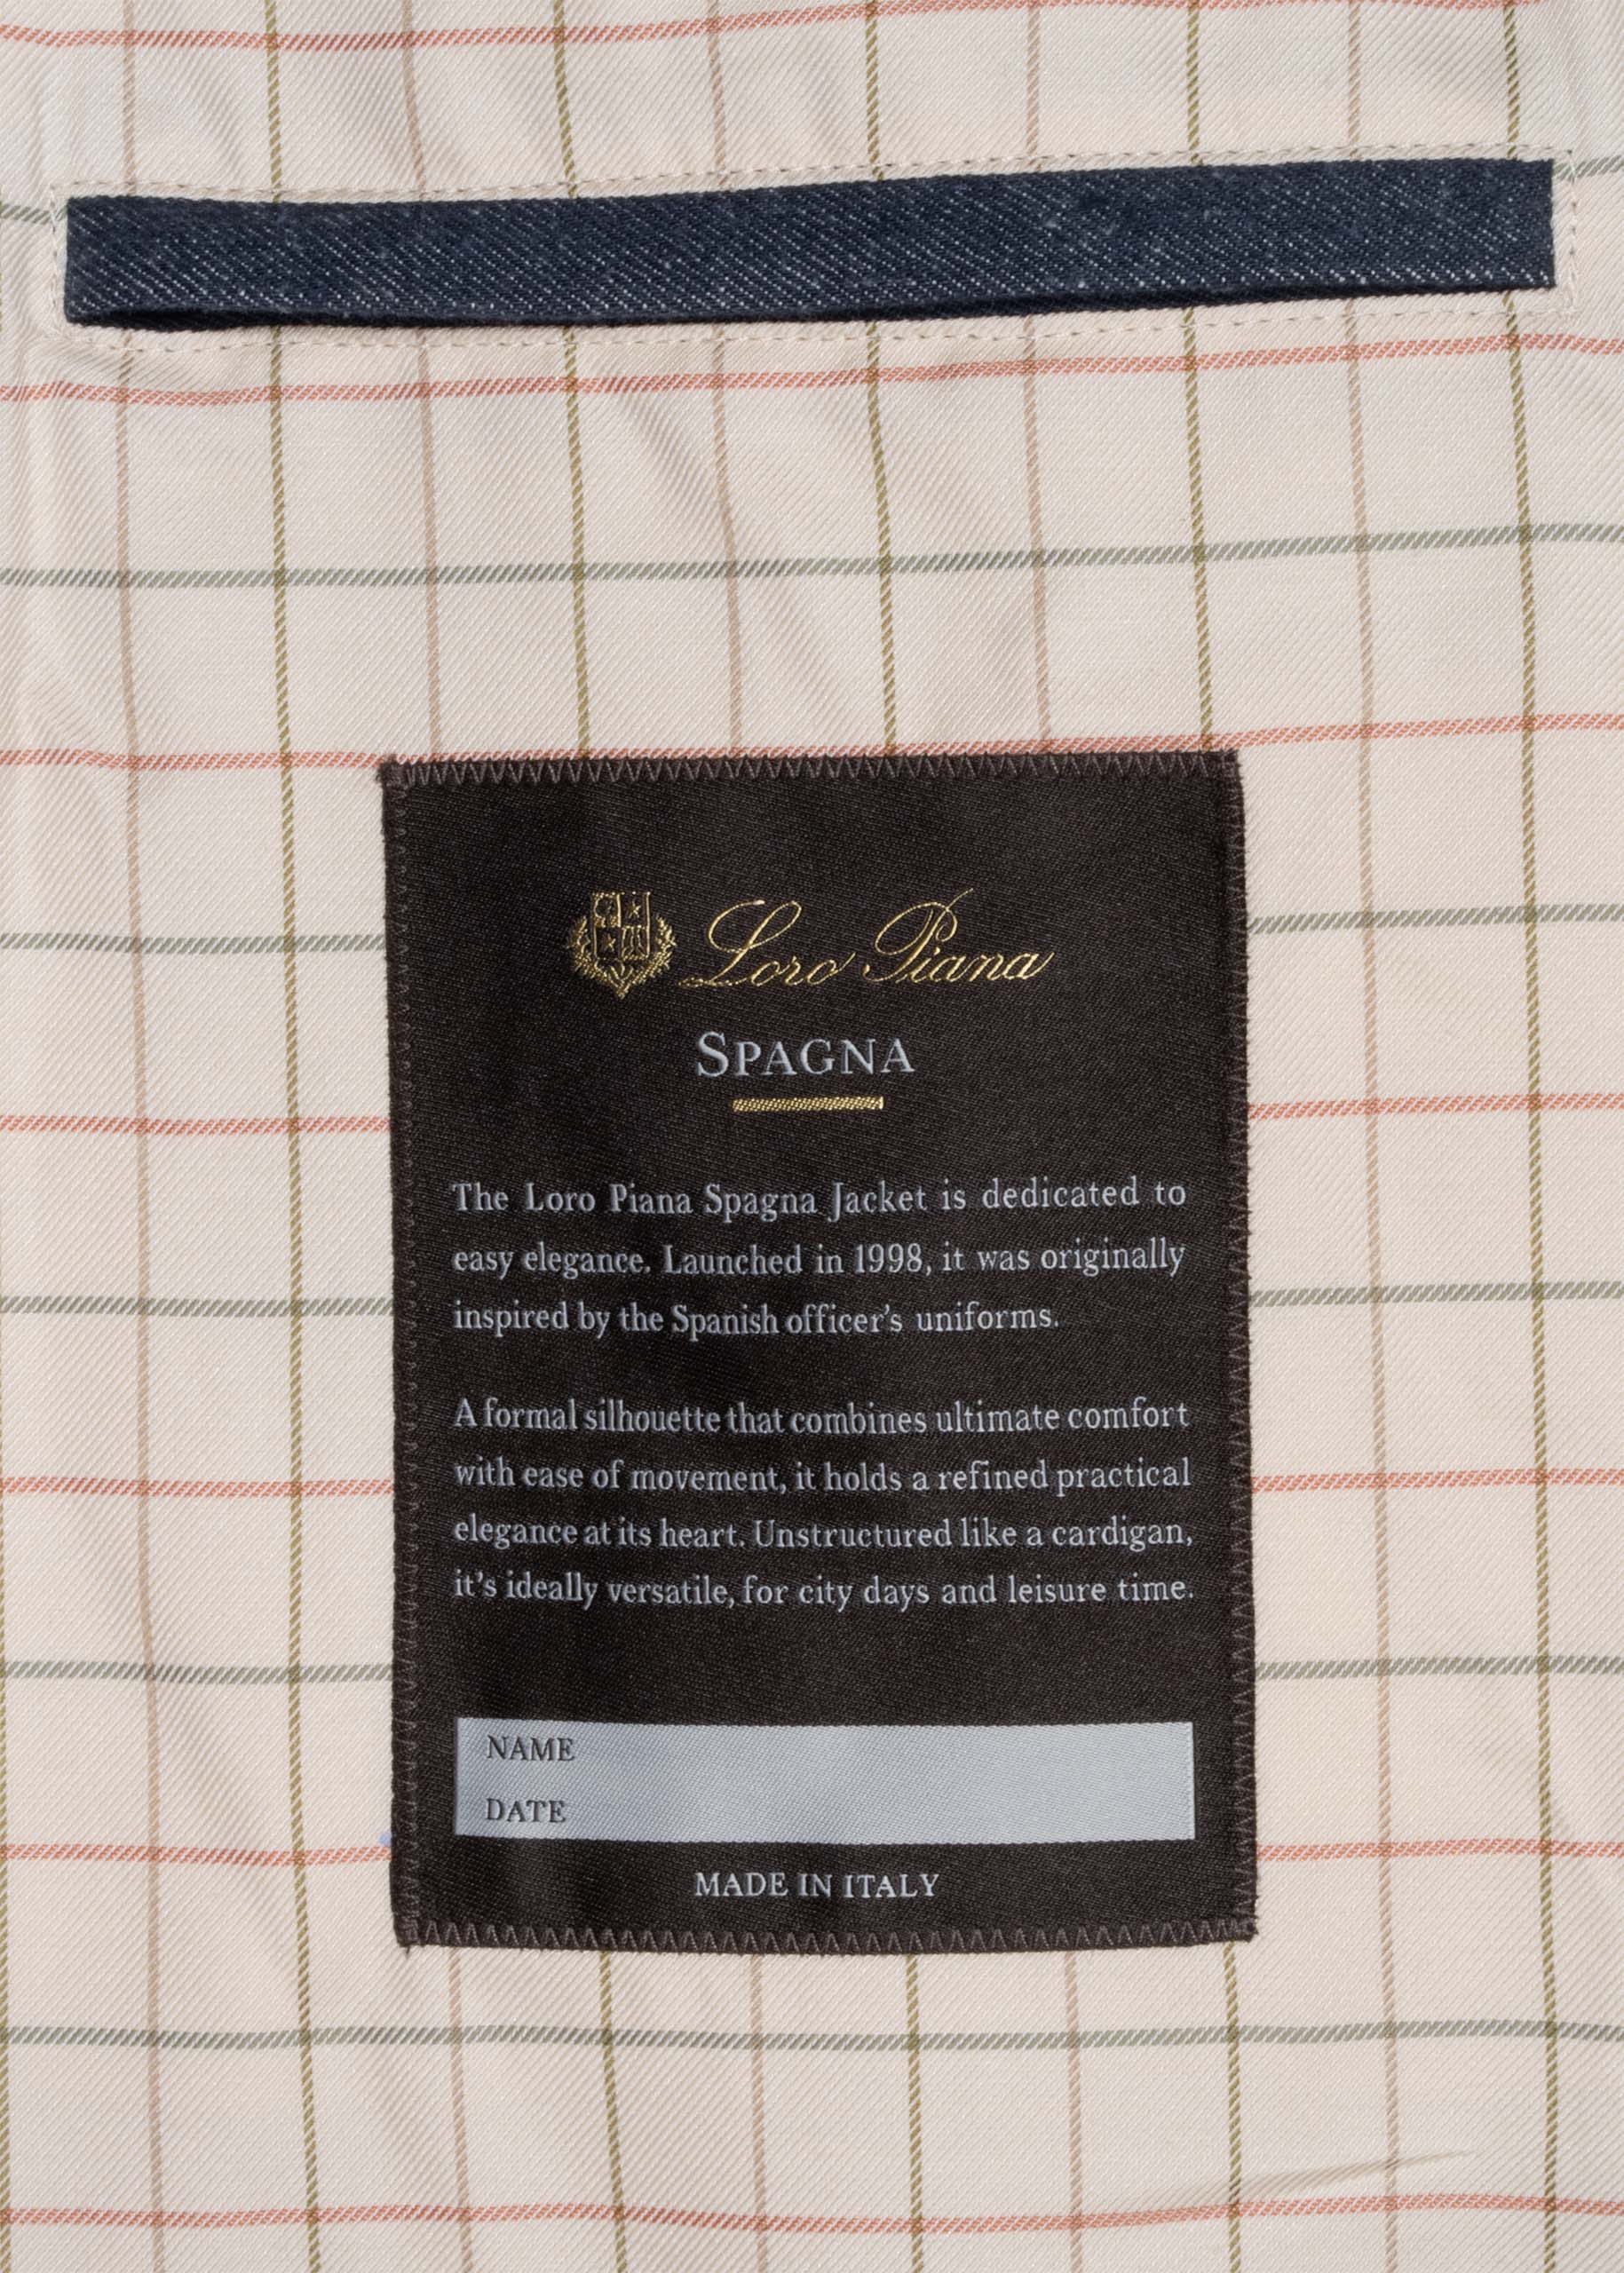 Loro Piana
SPAGNA
The Loro Piana Spagna Jacket is dedicated to
easy elegance. Launched in 1998, it was originally
inspired by the Spanish officer's uniforms.
A formal silhouette that combines ultimate comfort
with ease of movement, it holds a refined practical
elegance at its heart. Unstructured like a cardigan,
it's ideally versatile, for city days and leisure time.
NAME
DATE
MADE IN ITALY